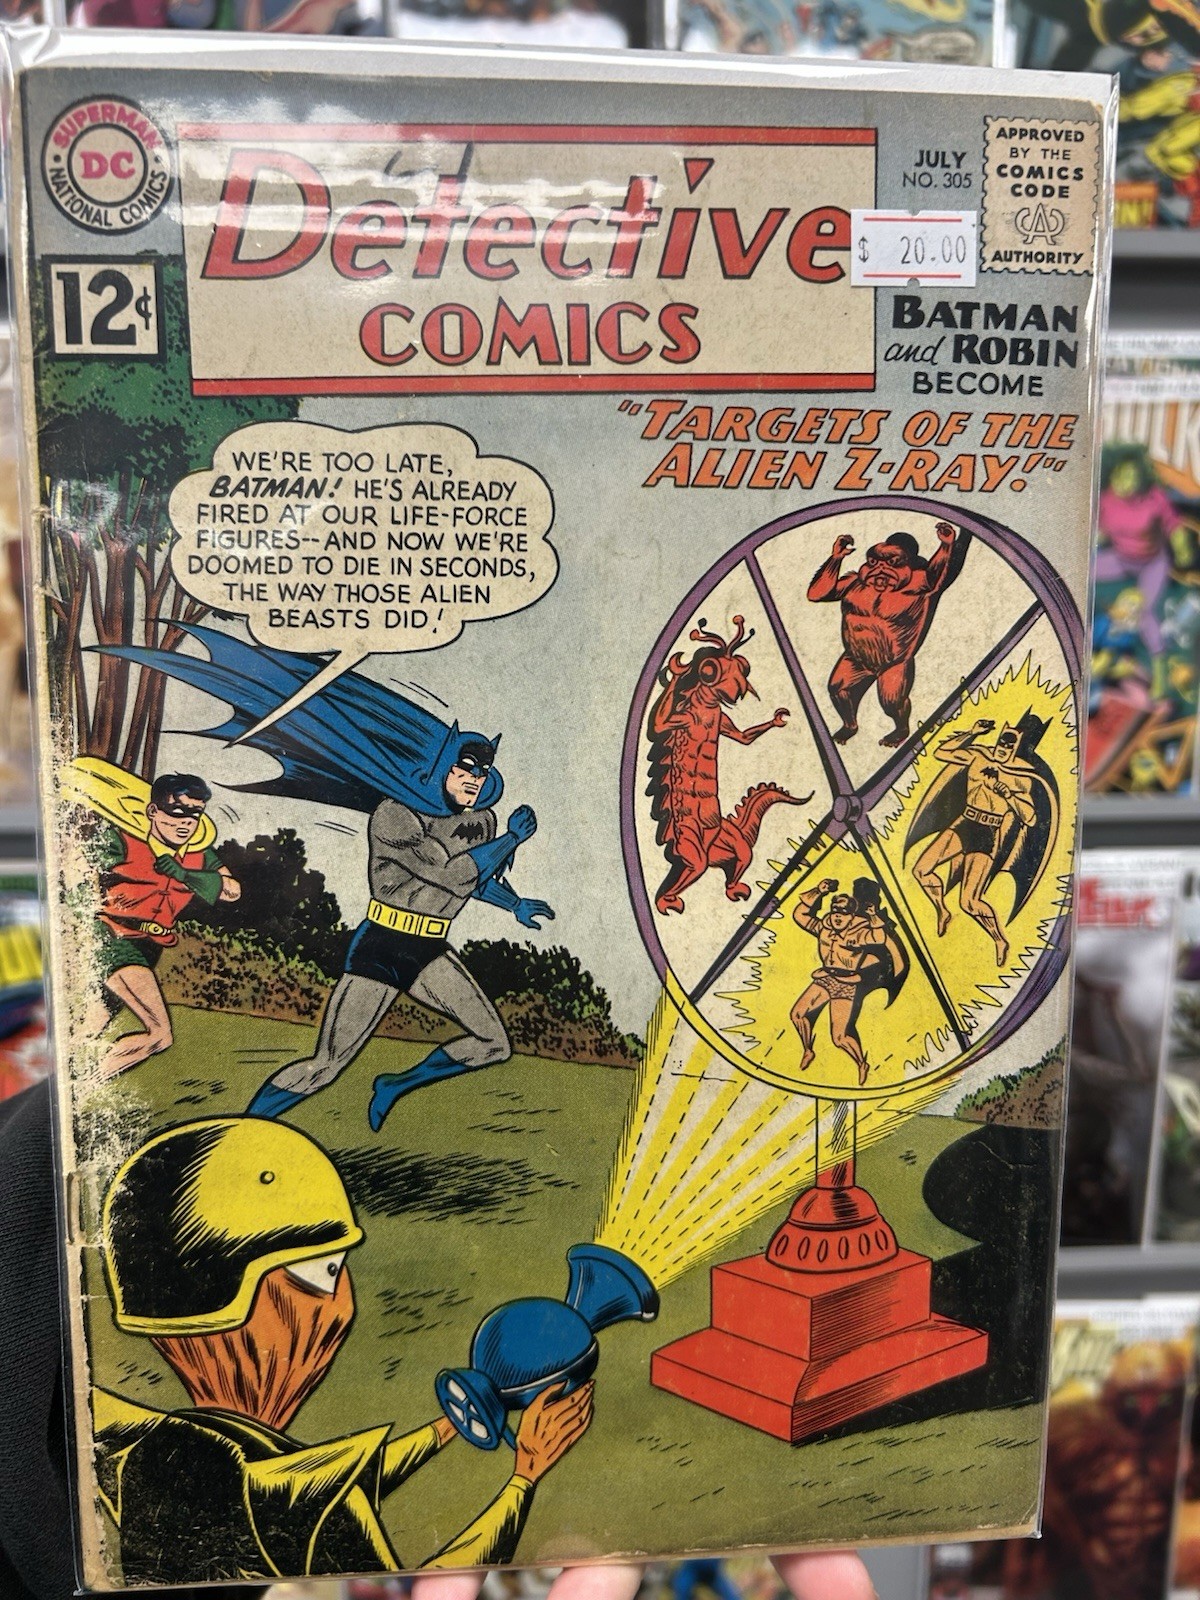 SUPERMAN
DC
NATIONAL COMICS
Detective
COMICS
JULY
NO. 305
APPROVED
BY THE
COMICS
CODE
CA
AUTHORITY
$ 20.00
12¢
BATMAN
and ROBIN
BECOME
"TARGETS OF THE
ALIEN Z-RAY!"
WE'RE TOO LATE,
BATMAN! HE'S ALREADY
FIRED AT OUR LIFE-FORCE
FIGURES--AND NOW WE'RE
DOOMED TO DIE IN SECONDS,
THE WAY THOSE ALIEN
BEASTS DID!